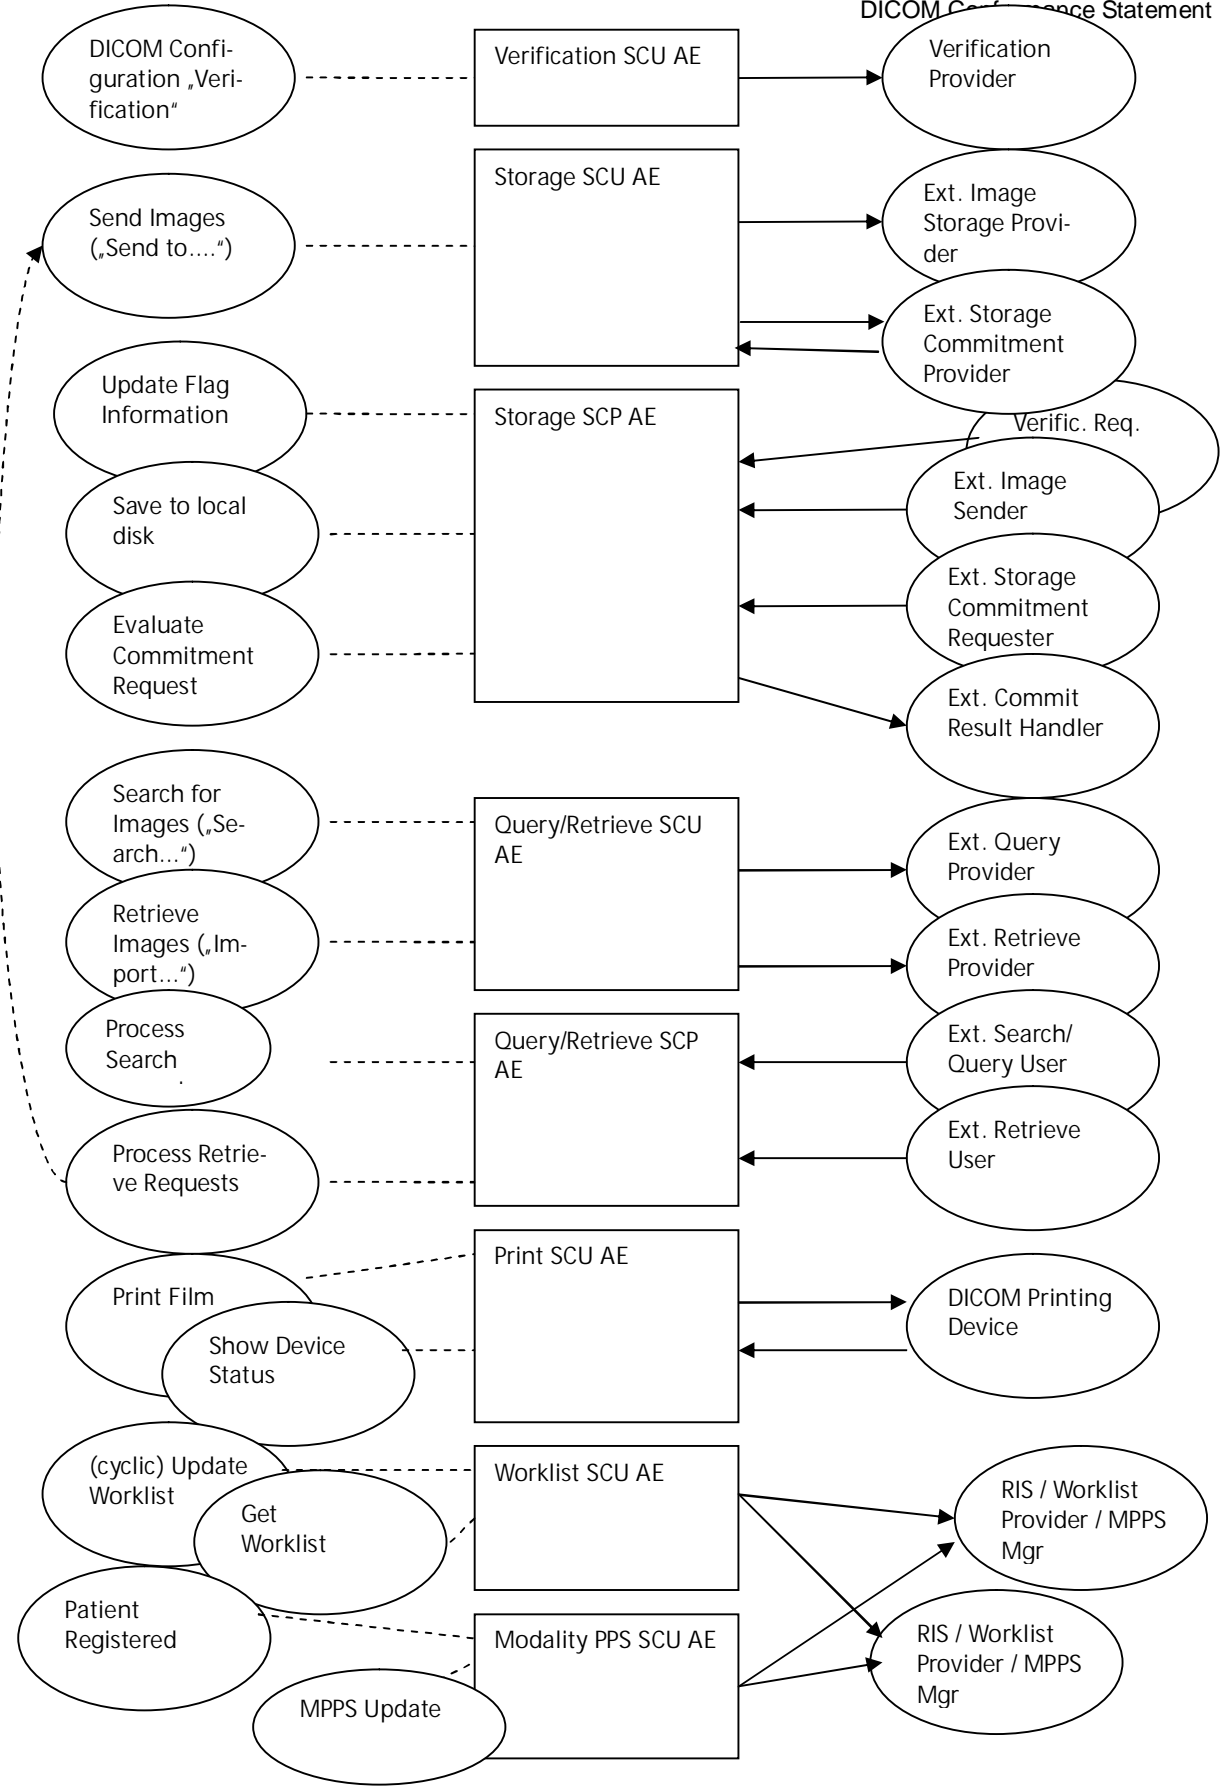 DICOM Conformance Statement
DICOM Confi-
guration „Veri-
fication“
Verification SCU AE
Verification
Provider
Send Images
(„Send to....“)
Storage SCU AE
Ext. Image
Storage Provi-
der
Ext. Storage
Commitment
Provider
Update Flag
Information
Storage SCP AE
Verific. Req.
Save to local
disk
Ext. Image
Sender
Evaluate
Commitment
Request
Ext. Storage
Commitment
Requester
Ext. Commit
Result Handler
Search for
Images („Se-
arch...“)
Query/Retrieve SCU
AE
Ext. Query
Provider
Retrieve
Images („Im-
port...“)
Ext. Retrieve
Provider
Process
Search
Query/Retrieve SCP
AE
Ext. Search/
Query User
Process Retrie-
ve Requests
Ext. Retrieve
User
Print Film
Print SCU AE
DICOM Printing
Device
Show Device
Status
(cyclic) Update
Worklist
Worklist SCU AE
RIS / Worklist
Provider / MPPS
Mgr
Get
Worklist
Patient
Registered
Modality PPS SCU AE
RIS / Worklist
Provider / MPPS
Mgr
MPPS Update